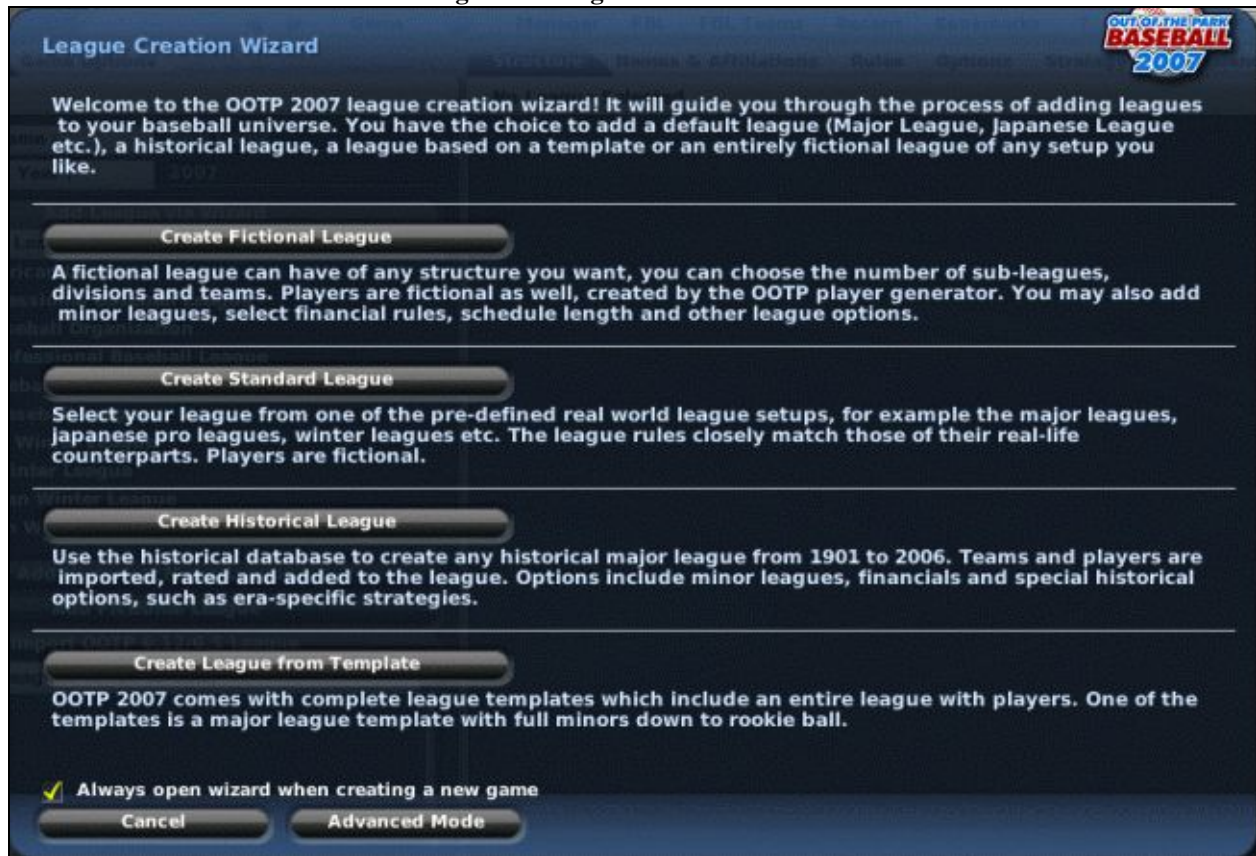 League Creation Wizard
OUT OF THE PARK
BASEBALL
2007
Welcome to the OOTP 2007 league creation wizard! It will guide you through the process of adding leagues
to your baseball universe. You have the choice to add a default league (Major League, Japanese League
etc.), a historical league, a league based on a template or an entirely fictional league of any setup you
like.
Create Fictional League
A fictional league can have of any structure you want, you can choose the number of sub-leagues,
divisions and teams. Players are fictional as well, created by the OOTP player generator. You may also add
minor leagues, select financial rules, schedule length and other league options.
Create Standard League
Select your league from one of the pre-defined real world league setups, for example the major leagues,
japanese pro leagues, winter leagues etc. The league rules closely match those of their real-life
counterparts. Players are fictional.
Create Historical League
Use the historical database to create any historical major league from 1901 to 2006. Teams and players are
imported, rated and added to the league. Options include minor leagues, financials and special historical
options, such as era-specific strategies.
Create League from Template
OOTP 2007 comes with complete league templates which include an entire league with players. One of the
templates is a major league template with full minors down to rookie ball.
Always open wizard when creating a new game
Cancel
Advanced Mode